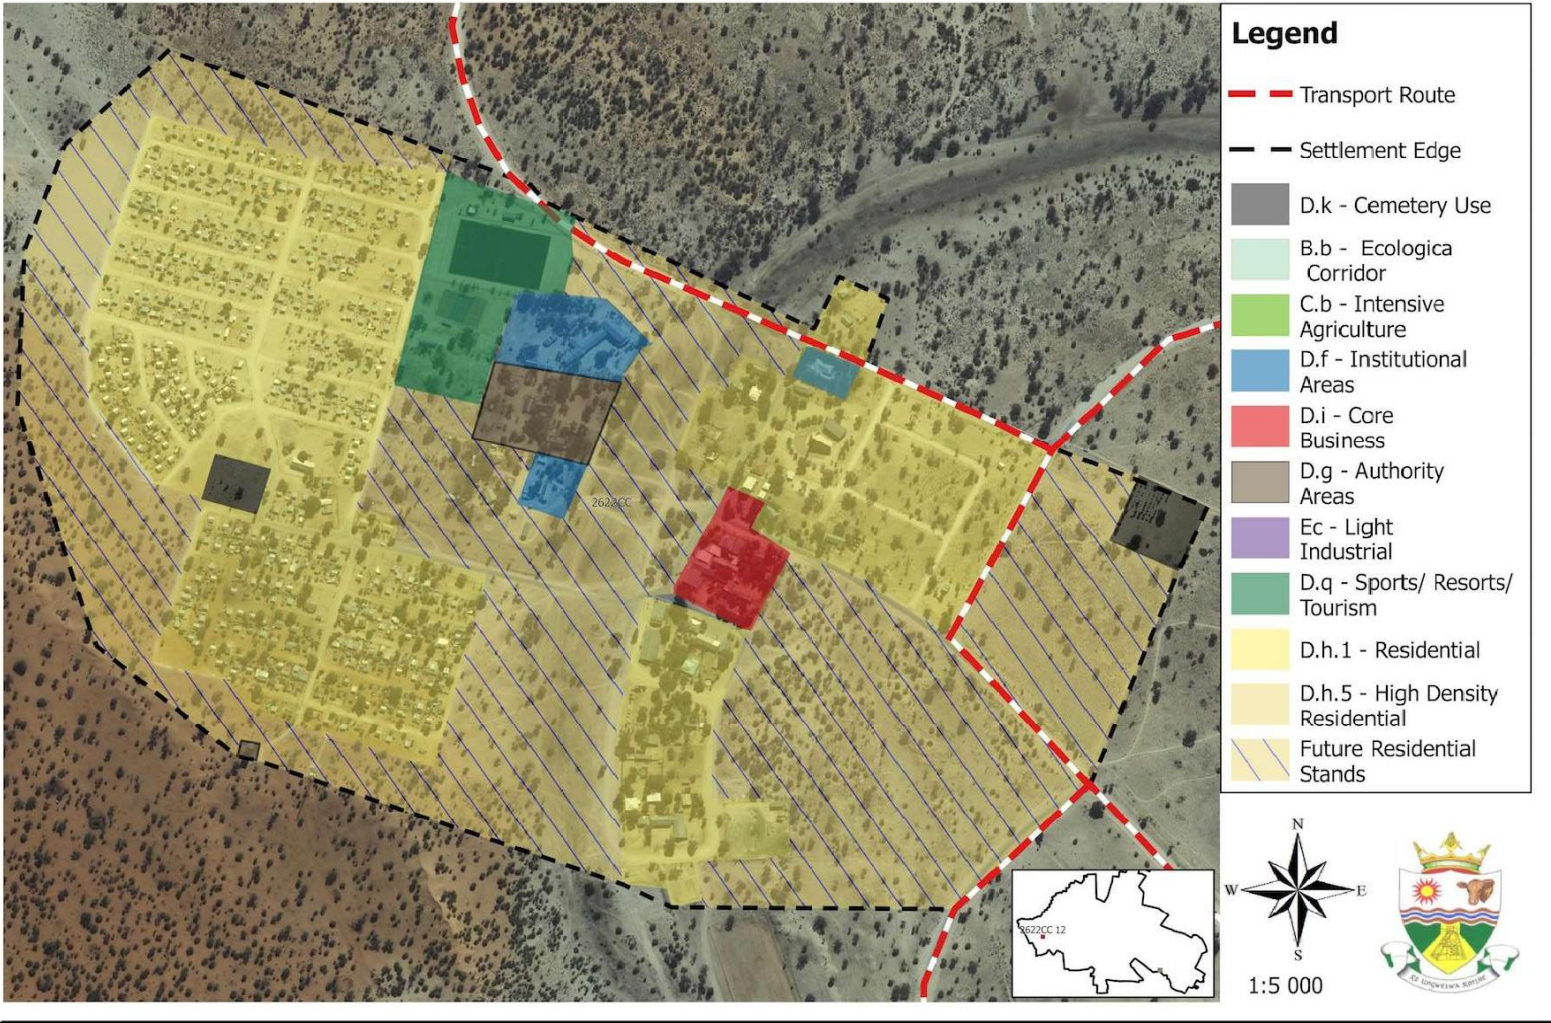 Legend
Transport Route
Settlement Edge
D.k - Cemetery Use
B.b - Ecologica
Corridor
C.b - Intensive
Agriculture
D.f - Institutional
Areas
D.i - Core
Business
D.g - Authority
Areas
Ec - Light
Industrial
D.q - Sports/ Resorts/
Tourism
D.h.1 - Residential
D.h.5 - High Density
Residential
Future Residential
Stands
2622CC
2622CC 12
N
W
E
S
1:5 000